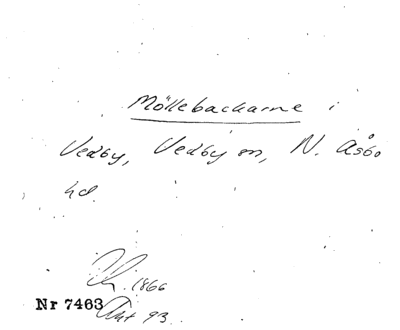 Möllebackarne i
Vedby, Vedby sn, N. Åsbo
hd.
1866
Nr 7463
Akt 93.